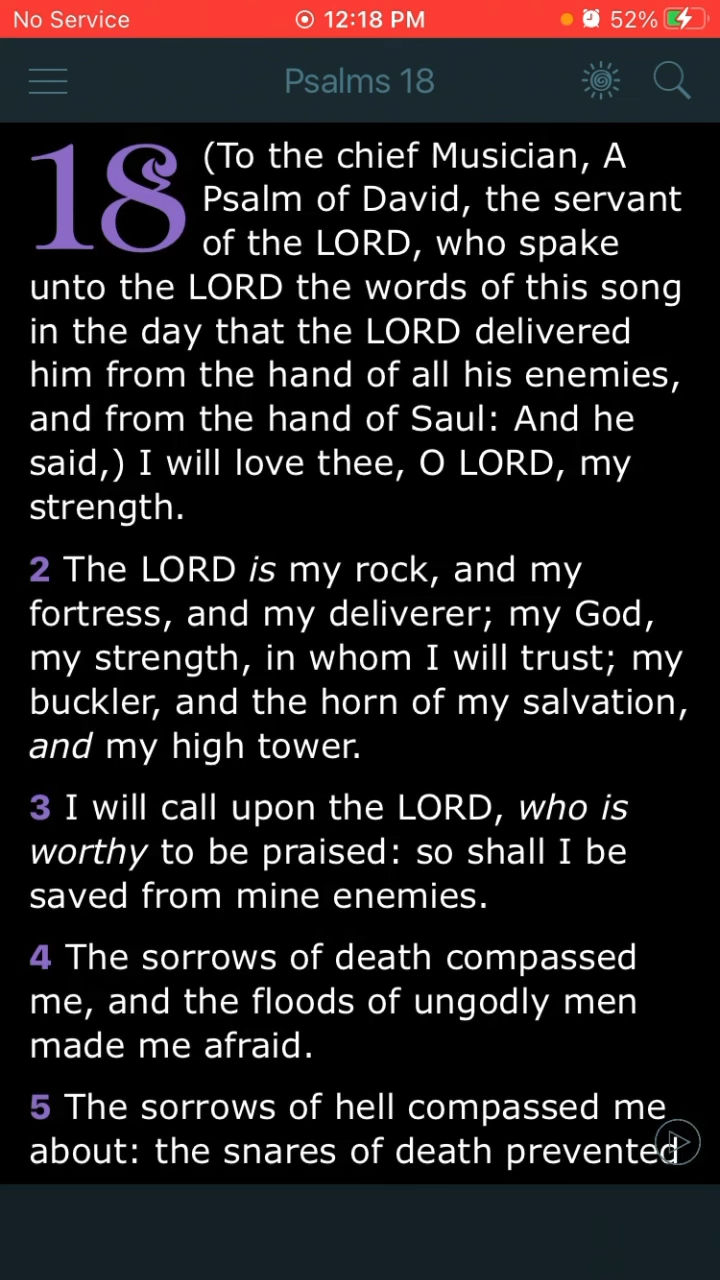 No Service 12:18 PM 52%
Psalms 18
18 (To the chief Musician, A
Psalm of David, the servant
of the LORD, who spake
unto the LORD the words of this song
in the day that the LORD delivered
him from the hand of all his enemies,
and from the hand of Saul: And he
said,) I will love thee, O LORD, my
strength.
2 The LORD is my rock, and my
fortress, and my deliverer; my God,
my strength, in whom I will trust; my
buckler, and the horn of my salvation,
and my high tower.
3 I will call upon the LORD, who is
worthy to be praised: so shall I be
saved from mine enemies.
4 The sorrows of death compassed
me, and the floods of ungodly men
made me afraid.
5 The sorrows of hell compassed me
about: the snares of death prevented